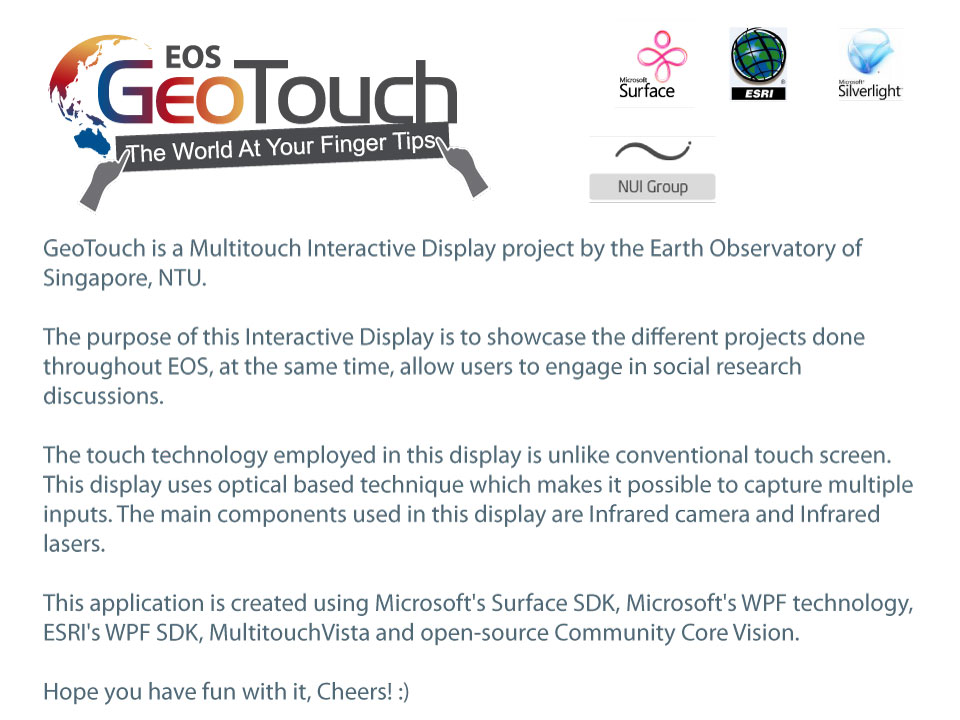 EOS
GeoTouch
The World At Your Finger Tips
Microsoft
Surface
ESRI
®
Microsoft®
Silverlight™
NUI Group
GeoTouch is a Multitouch Interactive Display project by the Earth Observatory of
Singapore, NTU.
The purpose of this Interactive Display is to showcase the different projects done
throughout EOS, at the same time, allow users to engage in social research
discussions.
The touch technology employed in this display is unlike conventional touch screen.
This display uses optical based technique which makes it possible to capture multiple
inputs. The main components used in this display are Infrared camera and Infrared
lasers.
This application is created using Microsoft's Surface SDK, Microsoft's WPF technology,
ESRI's WPF SDK, MultitouchVista and open-source Community Core Vision.
Hope you have fun with it, Cheers! :)